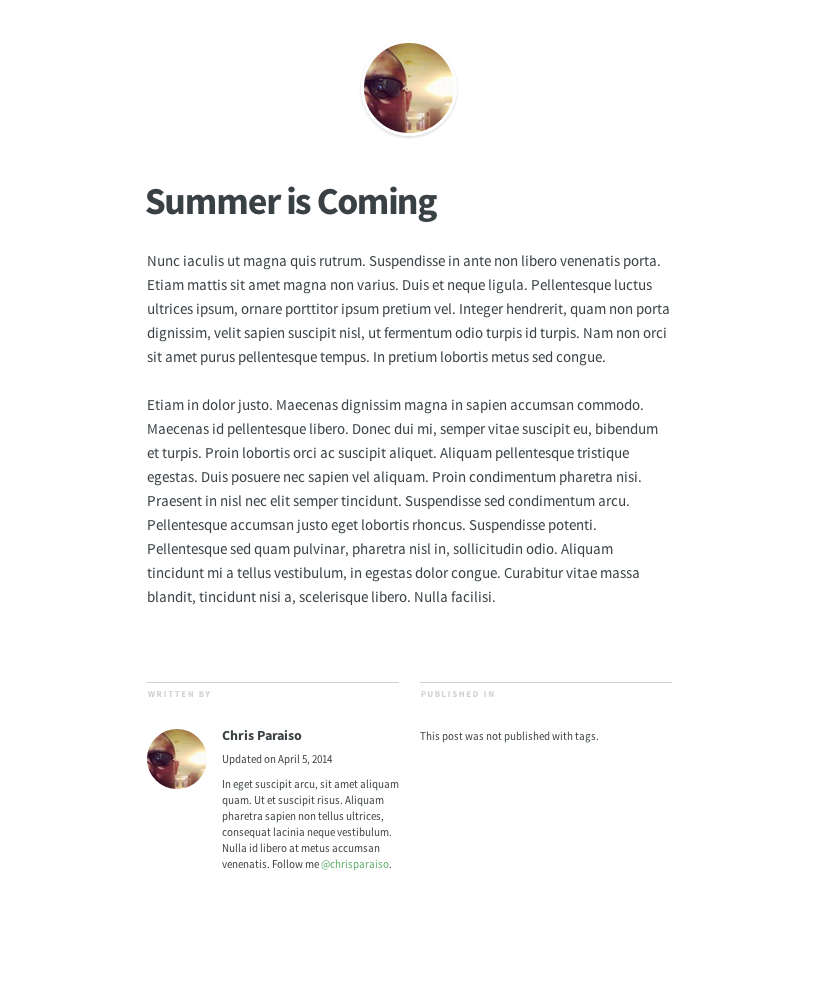 Summer is Coming
Nunc iaculis ut magna quis rutrum. Suspendisse in ante non libero venenatis porta.
Etiam mattis sit amet magna non varius. Duis et neque ligula. Pellentesque luctus
ultrices ipsum, ornare porttitor ipsum pretium vel. Integer hendrerit, quam non porta
dignissim, velit sapien suscipit nisl, ut fermentum odio turpis id turpis. Nam non orci
sit amet purus pellentesque tempus. In pretium lobortis metus sed congue.
Etiam in dolor justo. Maecenas dignissim magna in sapien accumsan commodo.
Maecenas id pellentesque libero. Donec dui mi, semper vitae suscipit eu, bibendum
et turpis. Proin lobortis orci ac suscipit aliquet. Aliquam pellentesque tristique
egestas. Duis posuere nec sapien vel aliquam. Proin condimentum pharetra nisi.
Praesent in nisl nec elit semper tincidunt. Suspendisse sed condimentum arcu.
Pellentesque accumsan justo eget lobortis rhoncus. Suspendisse potenti.
Pellentesque sed quam pulvinar, pharetra nisl in, sollicitudin odio. Aliquam
tincidunt mi a tellus vestibulum, in egestas dolor congue. Curabitur vitae massa
blandit, tincidunt nisi a, scelerisque libero. Nulla facilisi.
WRITTEN BY
Chris Paraiso
Updated on April 5, 2014
In eget suscipit arcu, sit amet aliquam
quam. Ut et suscipit risus. Aliquam
pharetra sapien non tellus ultrices,
consequat lacinia neque vestibulum.
Nulla id libero at metus accumsan
venenatis. Follow me @chrisparaiso.
PUBLISHED IN
This post was not published with tags.